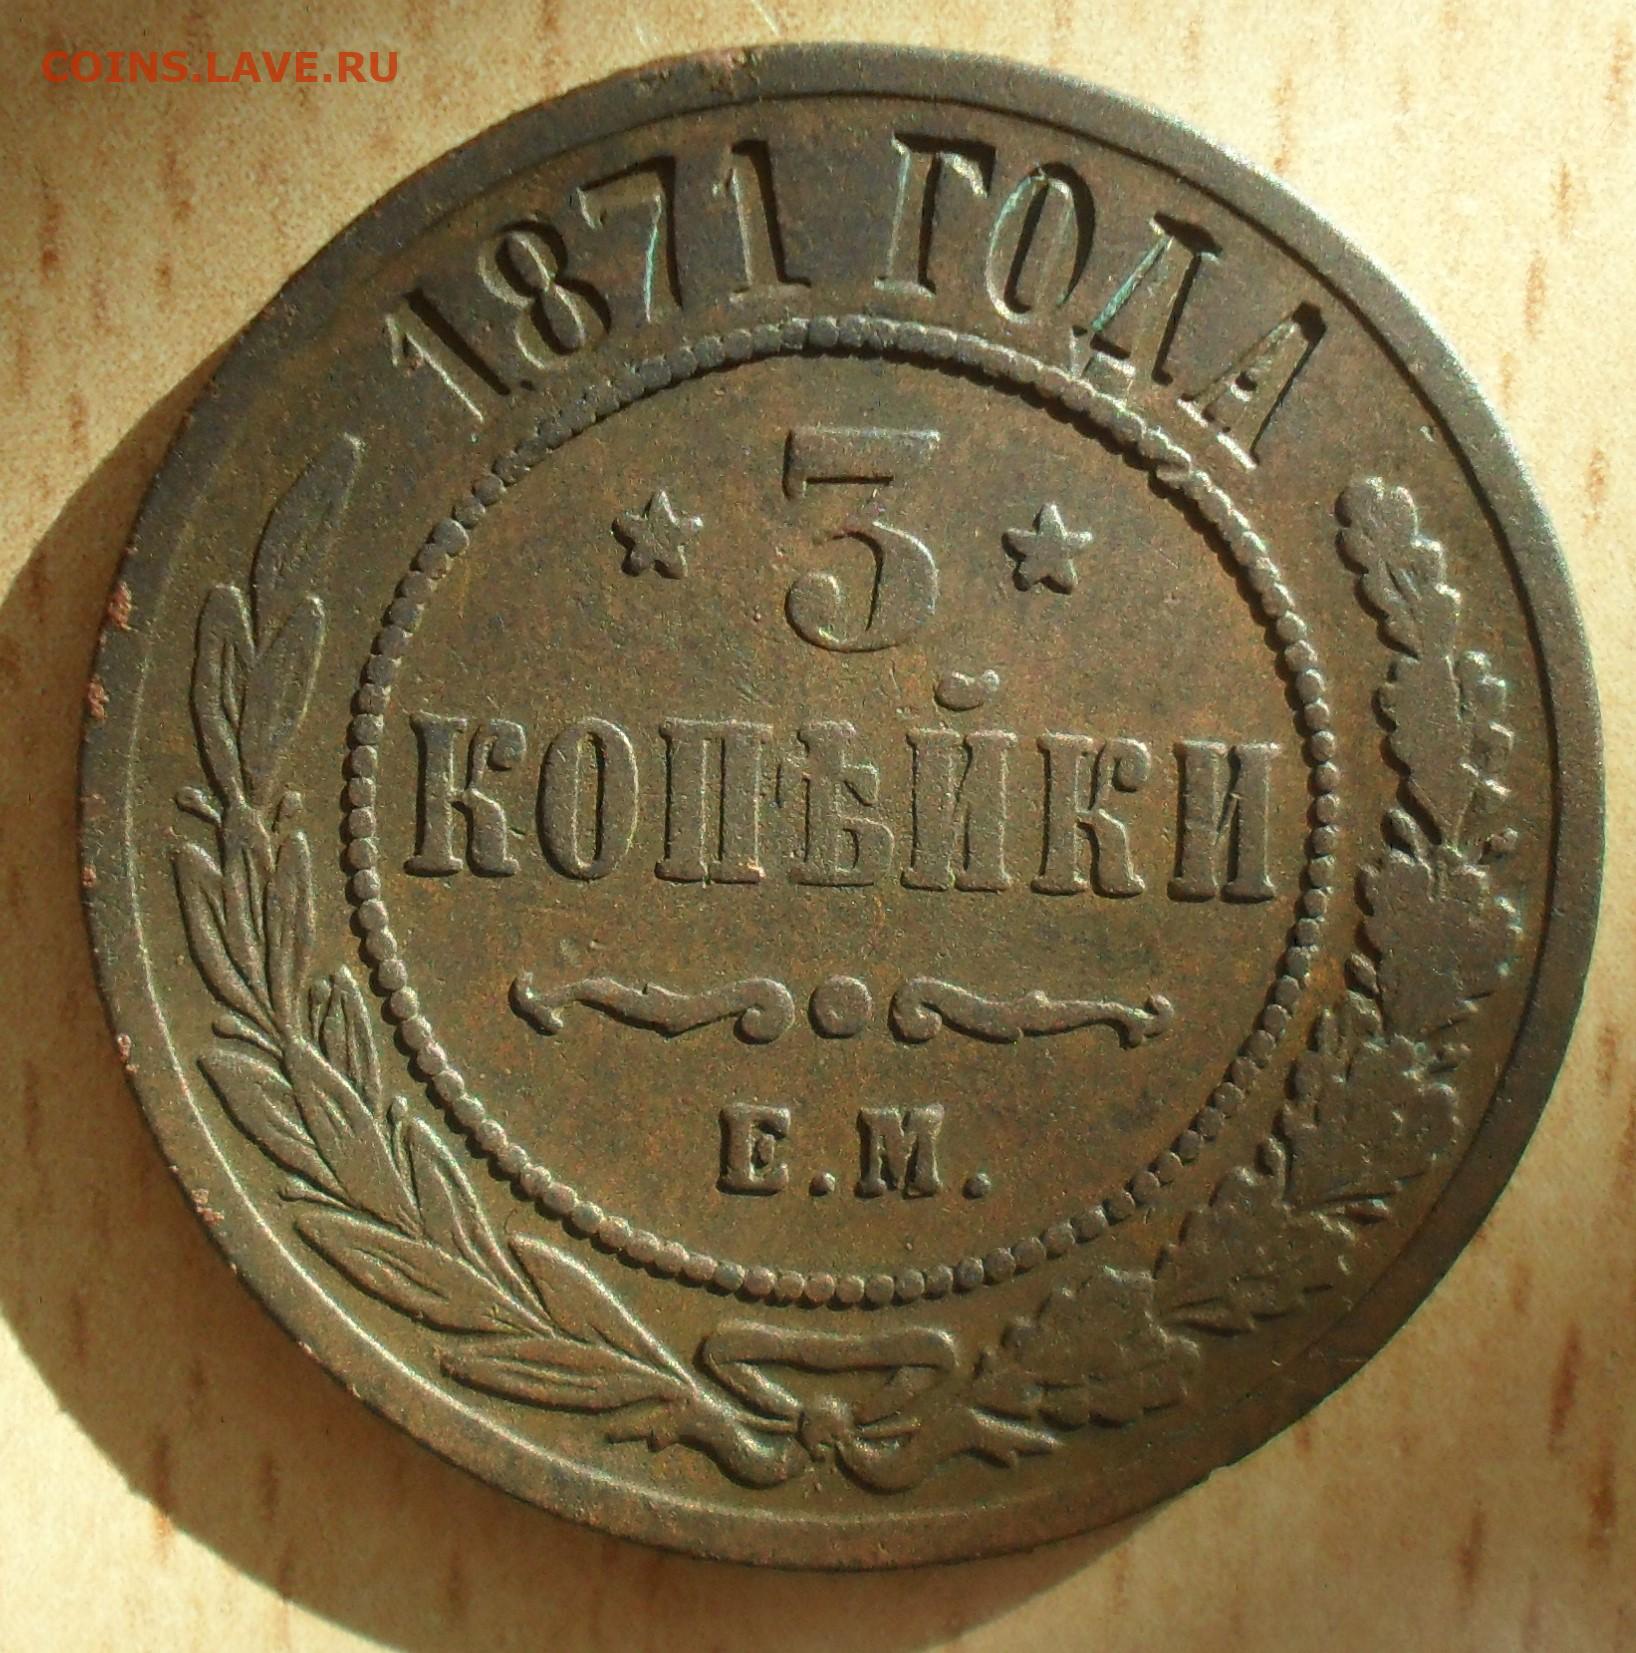 COINS.LAVE.RU
1871 ГОДА
3
КОПѢЙКИ
Е.М.